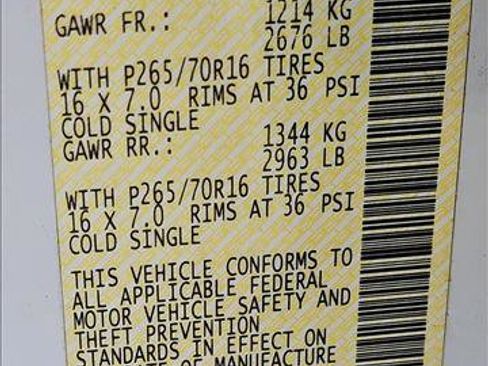 GAWR FR.: 1214 KG
2676 LB
WITH P265/70R16 TIRES
16 X 7.0 RIMS AT 36 PSI
COLD SINGLE
GAWR RR.: 1344 KG
2963 LB
WITH P265/70R16 TIRES
16 X 7.0 RIMS AT 36 PSI
COLD SINGLE
THIS VEHICLE CONFORMS TO
ALL APPLICABLE FEDERAL
MOTOR VEHICLE SAFETY AND
THEFT PREVENTION
STANDARDS IN EFFECT ON
OF MANUFACTURE